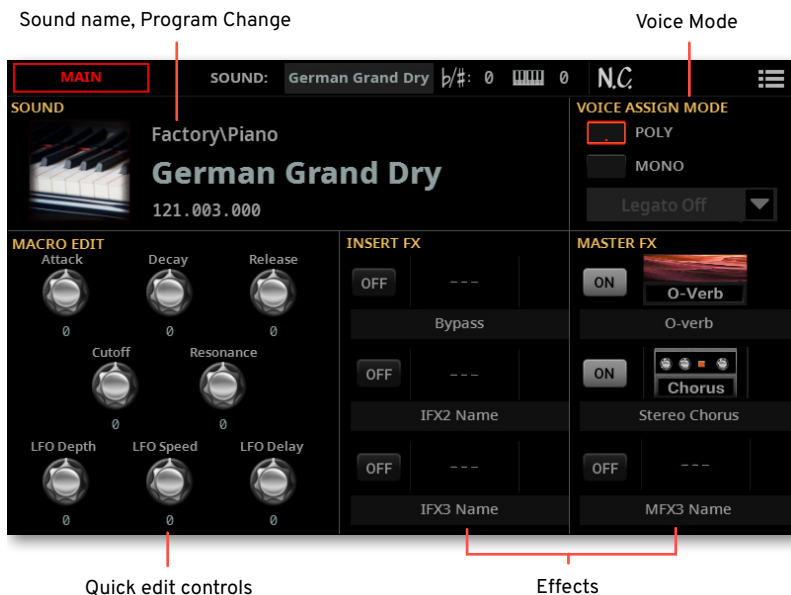 Sound name, Program Change
Voice Mode
MAIN
SOUND: German Grand Dry ♭/#: 0 0 N.C.
SOUND
Factory\Piano
German Grand Dry
121.003.000
VOICE ASSIGN MODE
POLY
MONO
Legato Off
MACRO EDIT
Attack Decay Release
0 0 0
Cutoff Resonance
0 0
LFO Depth LFO Speed LFO Delay
0 0 0
INSERT FX
OFF ---
Bypass
OFF ---
IFX2 Name
OFF ---
IFX3 Name
MASTER FX
ON O-Verb
O-verb
ON Chorus
Stereo Chorus
OFF ---
MFX3 Name
Quick edit controls
Effects